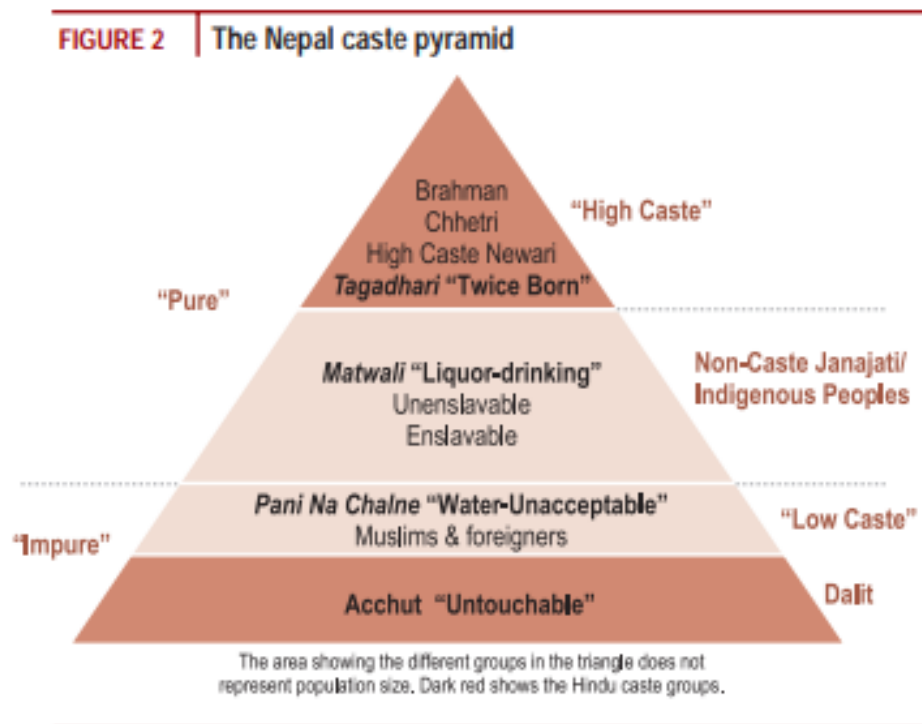 FIGURE 2 The Nepal caste pyramid
Brahman
Chhetri
High Caste Newari
Tagadhari “Twice Born”
“High Caste”
“Pure”
Matwali “Liquor-drinking”
Unenslavable
Enslavable
Non-Caste Janajati/
Indigenous Peoples
Pani Na Chalne “Water-Unacceptable”
Muslims & foreigners
“Low Caste”
“Impure”
Acchut “Untouchable”
Dalit
The area showing the different groups in the triangle does not
represent population size. Dark red shows the Hindu caste groups.